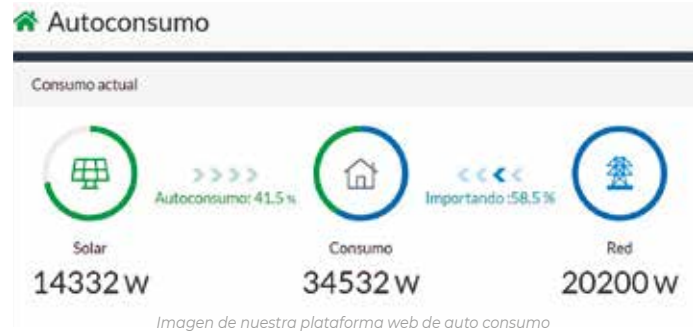 Autoconsumo
Consumo actual
Autoconsumo: 41.5 %
Importando :58.5 %
Solar
Consumo
Red
14332 W
34532 W
20200 W
Imagen de nuestra plataforma web de auto consumo